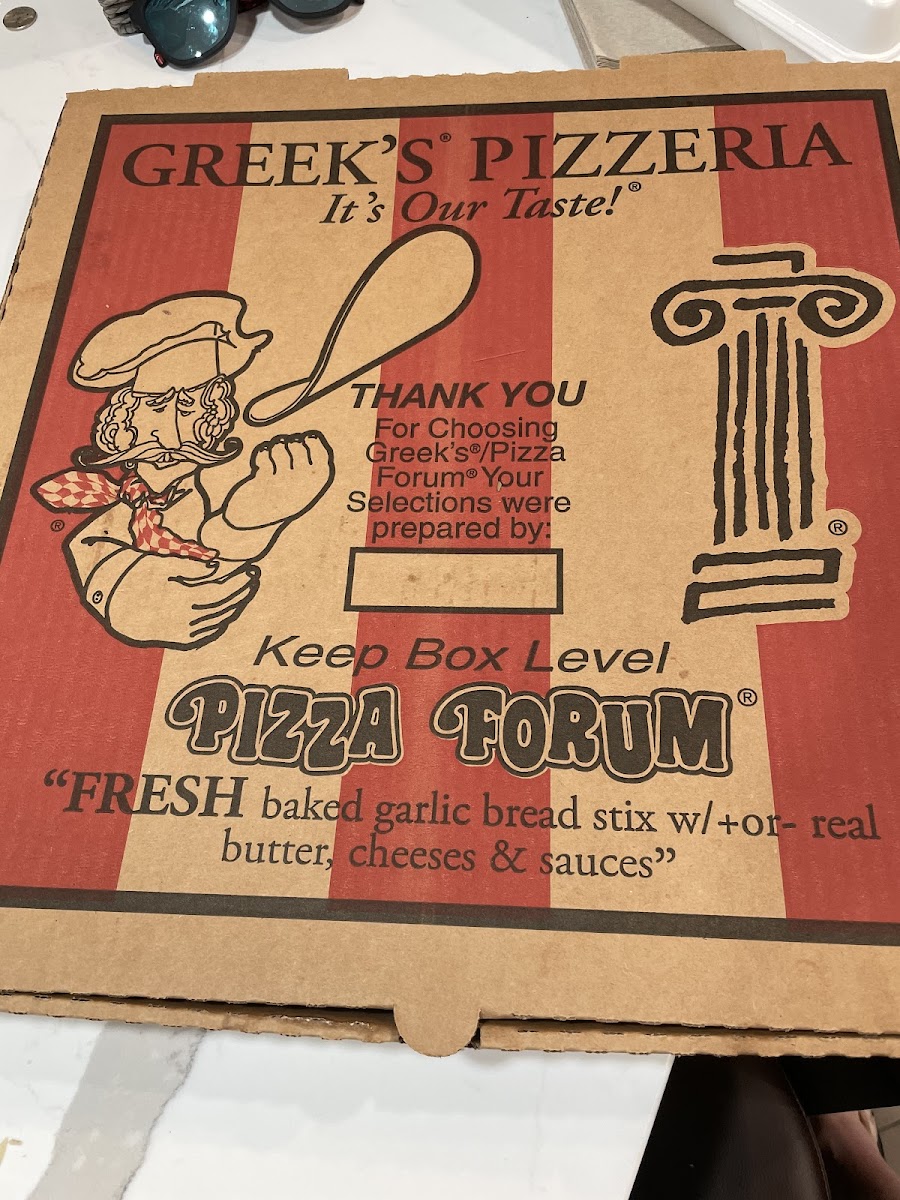 GREEK'S® PIZZERIA
It's Our Taste!®
THANK YOU
For Choosing
Greek's®/Pizza
Forum® Your
Selections were
prepared by:
®
®
Keep Box Level
PIZZA FORUM®
“FRESH baked garlic bread stix w/+or- real
butter, cheeses & sauces”